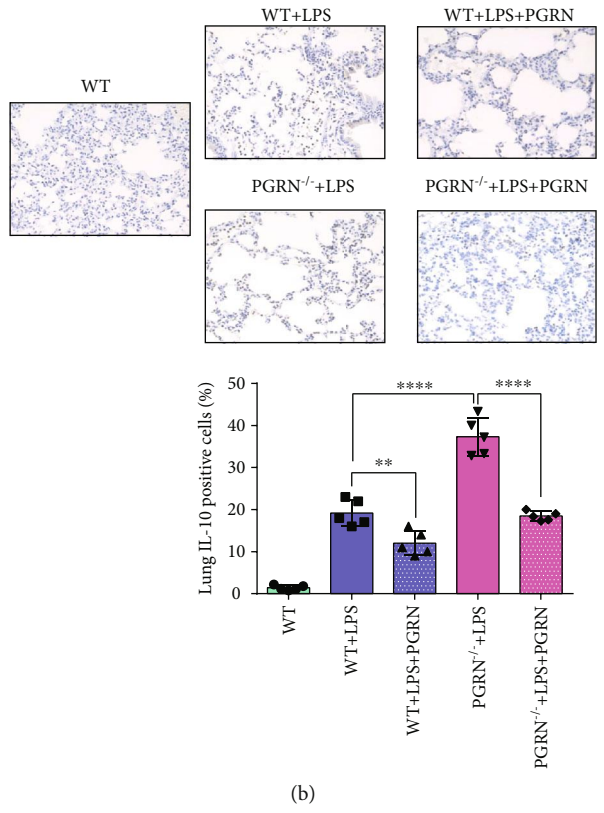 WT+LPS
WT+LPS+PGRN
WT
PGRN-/-+LPS
PGRN-/-+LPS+PGRN
Lung IL-10 positive cells (%)
50
40
30
20
10
0
****
****
**
WT
WT+LPS
WT+LPS+PGRN
PGRN-/-+LPS
PGRN-/-+LPS+PGRN
(b)